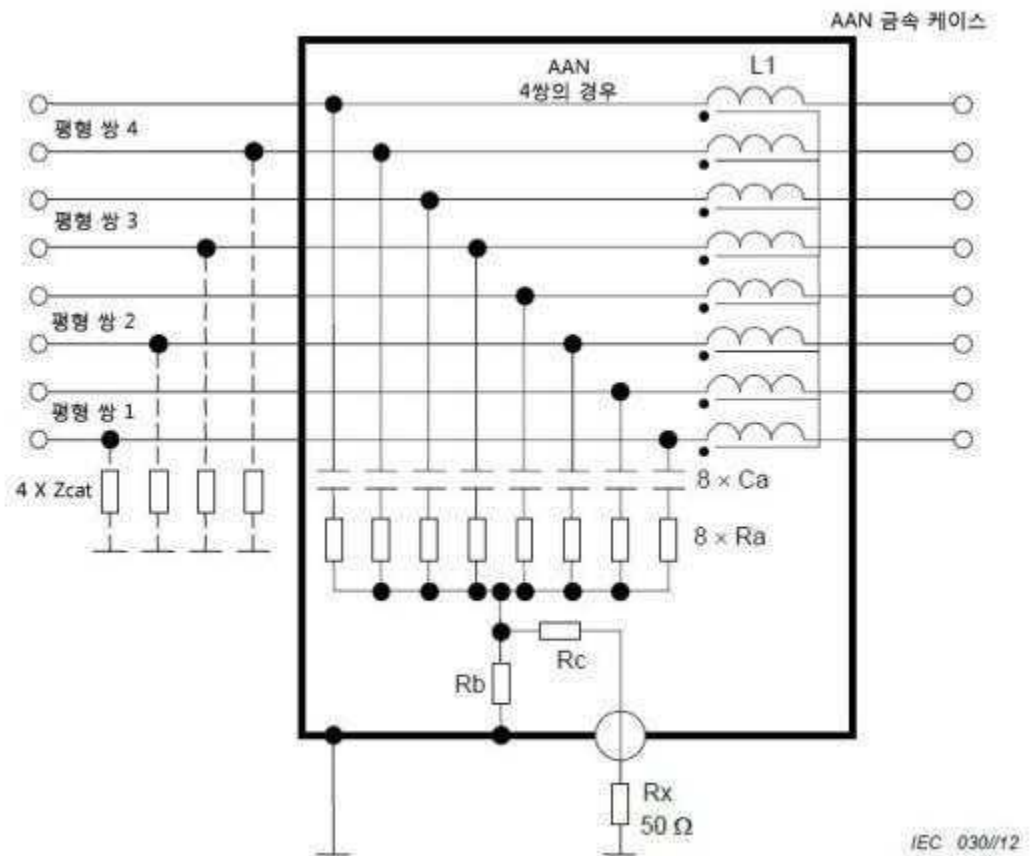 AAN 금속 케이스
AAN
4쌍의 경우
L1
평형 쌍 4
평형 쌍 3
평형 쌍 2
평형 쌍 1
4 X Zcat
8 × Ca
8 × Ra
Rc
Rb
Rx
50 Ω
IEC 030//12